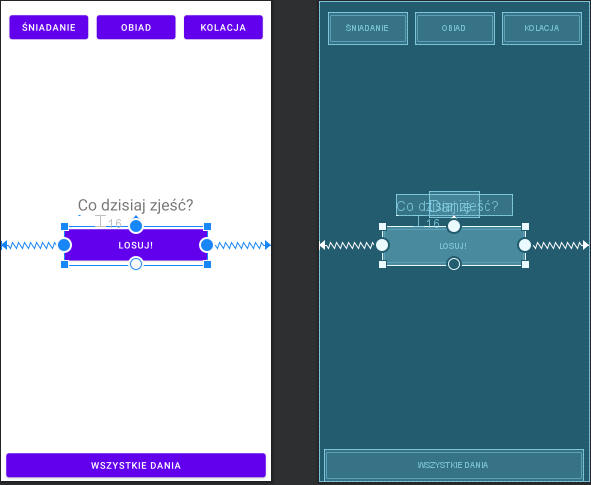 ŚNIADANIE OBIAD KOLACJA
Co dzisiaj zjeść?
16
LOSUJ!
WSZYSTKIE DANIA
ŚNIADANIE OBIAD KOLACJA
Co dzisiaj zjeść?
16
LOSUJ!
WSZYSTKIE DANIA